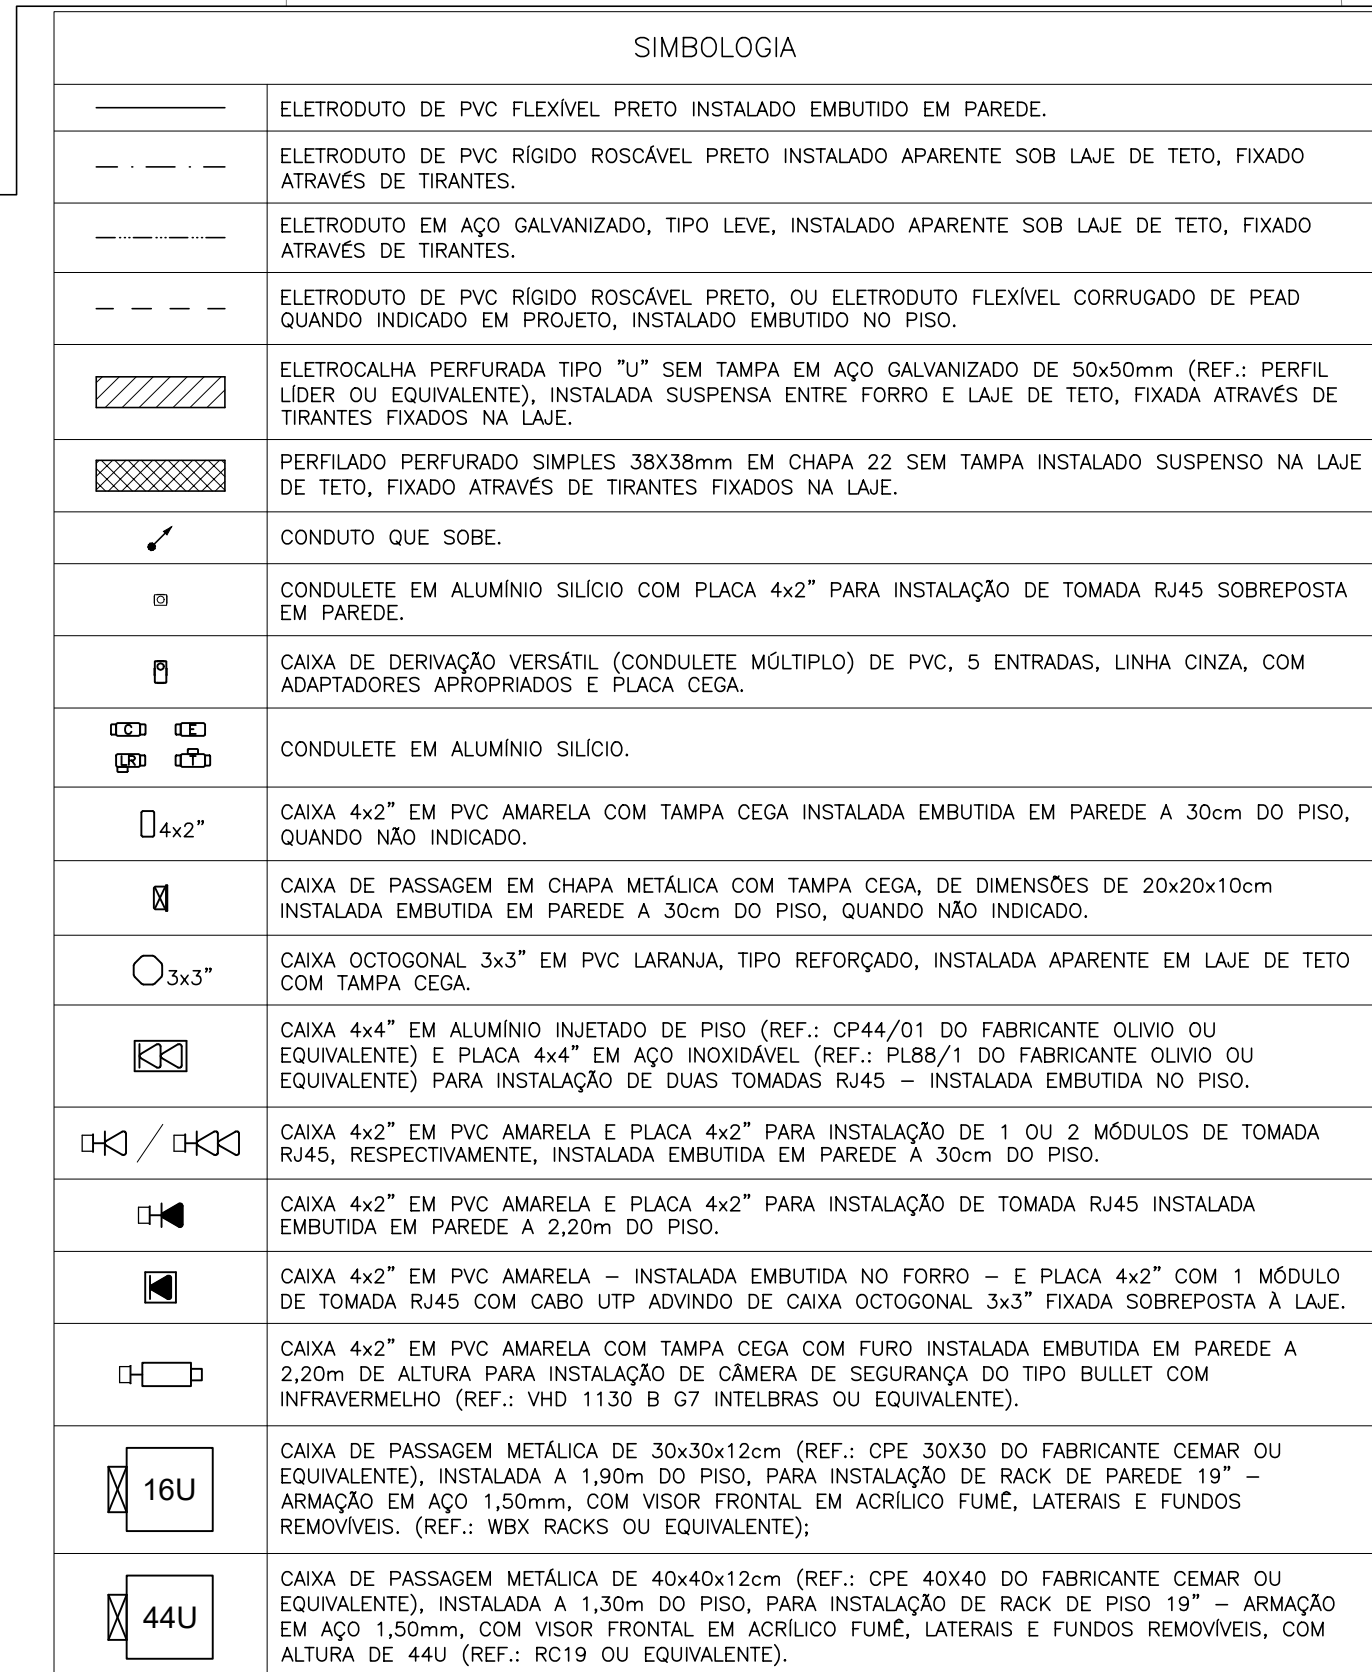 SIMBOLOGIA
ELETRODUTO DE PVC FLEXÍVEL PRETO INSTALADO EMBUTIDO EM PAREDE.
ELETRODUTO DE PVC RÍGIDO ROSCÁVEL PRETO INSTALADO APARENTE SOB LAJE DE TETO, FIXADO
ATRAVÉS DE TIRANTES.
ELETRODUTO EM AÇO GALVANIZADO, TIPO LEVE, INSTALADO APARENTE SOB LAJE DE TETO, FIXADO
ATRAVÉS DE TIRANTES.
ELETRODUTO DE PVC RÍGIDO ROSCÁVEL PRETO, OU ELETRODUTO FLEXÍVEL CORRUGADO DE PEAD
QUANDO INDICADO EM PROJETO, INSTALADO EMBUTIDO NO PISO.
ELETROCALHA PERFURADA TIPO "U" SEM TAMPA EM AÇO GALVANIZADO DE 50x50mm (REF.: PERFIL
LÍDER OU EQUIVALENTE), INSTALADA SUSPENSA ENTRE FORRO E LAJE DE TETO, FIXADA ATRAVÉS DE
TIRANTES FIXADOS NA LAJE.
PERFILADO PERFURADO SIMPLES 38X38mm EM CHAPA 22 SEM TAMPA INSTALADO SUSPENSO NA LAJE
DE TETO, FIXADO ATRAVÉS DE TIRANTES FIXADOS NA LAJE.
CONDUTO QUE SOBE.
CONDULETE EM ALUMÍNIO SILÍCIO COM PLACA 4x2" PARA INSTALAÇÃO DE TOMADA RJ45 SOBREPOSTA
EM PAREDE.
CAIXA DE DERIVAÇÃO VERSÁTIL (CONDULETE MÚLTIPLO) DE PVC, 5 ENTRADAS, LINHA CINZA, COM
ADAPTADORES APROPRIADOS E PLACA CEGA.
C E
LR T
CONDULETE EM ALUMÍNIO SILÍCIO.
4x2"
CAIXA 4x2" EM PVC AMARELA COM TAMPA CEGA INSTALADA EMBUTIDA EM PAREDE A 30cm DO PISO,
QUANDO NÃO INDICADO.
CAIXA DE PASSAGEM EM CHAPA METÁLICA COM TAMPA CEGA, DE DIMENSÕES DE 20x20x10cm
INSTALADA EMBUTIDA EM PAREDE A 30cm DO PISO, QUANDO NÃO INDICADO.
3x3"
CAIXA OCTOGONAL 3x3" EM PVC LARANJA, TIPO REFORÇADO, INSTALADA APARENTE EM LAJE DE TETO
COM TAMPA CEGA.
CAIXA 4x4" EM ALUMÍNIO INJETADO DE PISO (REF.: CP44/01 DO FABRICANTE OLIVIO OU
EQUIVALENTE) E PLACA 4x4" EM AÇO INOXIDÁVEL (REF.: PL88/1 DO FABRICANTE OLIVIO OU
EQUIVALENTE) PARA INSTALAÇÃO DE DUAS TOMADAS RJ45 – INSTALADA EMBUTIDA NO PISO.
CAIXA 4x2" EM PVC AMARELA E PLACA 4x2" PARA INSTALAÇÃO DE 1 OU 2 MÓDULOS DE TOMADA
RJ45, RESPECTIVAMENTE, INSTALADA EMBUTIDA EM PAREDE A 30cm DO PISO.
CAIXA 4x2" EM PVC AMARELA E PLACA 4x2" PARA INSTALAÇÃO DE TOMADA RJ45 INSTALADA
EMBUTIDA EM PAREDE A 2,20m DO PISO.
CAIXA 4x2" EM PVC AMARELA – INSTALADA EMBUTIDA NO FORRO – E PLACA 4x2" COM 1 MÓDULO
DE TOMADA RJ45 COM CABO UTP ADVINDO DE CAIXA OCTOGONAL 3x3" FIXADA SOBREPOSTA À LAJE.
CAIXA 4x2" EM PVC AMARELA COM TAMPA CEGA COM FURO INSTALADA EMBUTIDA EM PAREDE A
2,20m DE ALTURA PARA INSTALAÇÃO DE CÂMERA DE SEGURANÇA DO TIPO BULLET COM
INFRAVERMELHO (REF.: VHD 1130 B G7 INTELBRAS OU EQUIVALENTE).
16U
CAIXA DE PASSAGEM METÁLICA DE 30x30x12cm (REF.: CPE 30X30 DO FABRICANTE CEMAR OU
EQUIVALENTE), INSTALADA A 1,90m DO PISO, PARA INSTALAÇÃO DE RACK DE PAREDE 19" –
ARMAÇÃO EM AÇO 1,50mm, COM VISOR FRONTAL EM ACRÍLICO FUMÊ, LATERAIS E FUNDOS
REMOVÍVEIS. (REF.: WBX RACKS OU EQUIVALENTE);
44U
CAIXA DE PASSAGEM METÁLICA DE 40x40x12cm (REF.: CPE 40X40 DO FABRICANTE CEMAR OU
EQUIVALENTE), INSTALADA A 1,30m DO PISO, PARA INSTALAÇÃO DE RACK DE PISO 19" – ARMAÇÃO
EM AÇO 1,50mm, COM VISOR FRONTAL EM ACRÍLICO FUMÊ, LATERAIS E FUNDOS REMOVÍVEIS, COM
ALTURA DE 44U (REF.: RC19 OU EQUIVALENTE).